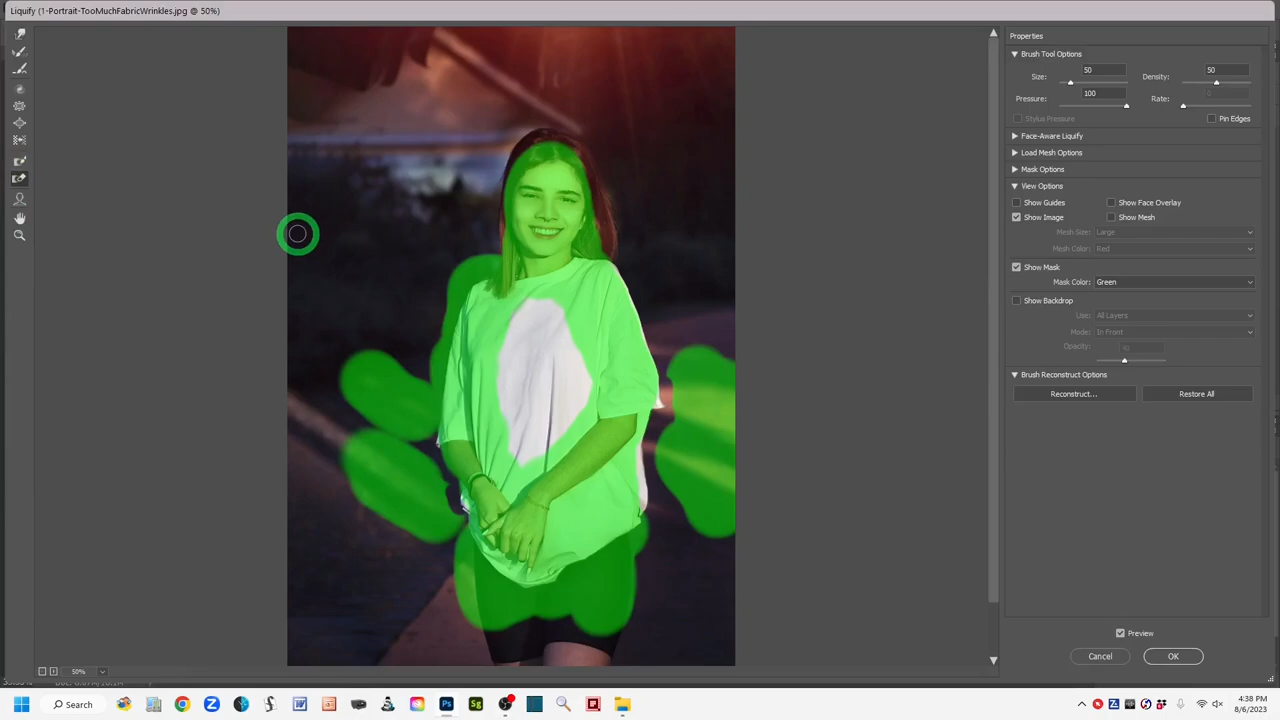 Liquify (1-Portrait-TooMuchFabricWrinkles.jpg @ 50%)
Properties
Brush Tool Options
Size: 50 Density: 50
Pressure: 100 Rate: 0
Stylus Pressure Pin Edges
Face-Aware Liquify
Load Mesh Options
Mask Options
View Options
Show Guides Show Face Overlay
Show Image Show Mesh
Mesh Size: Large
Mesh Color: Red
Show Mask
Mask Color: Green
Show Backdrop
Use: All Layers
Mode: In Front
Opacity: 40
Brush Reconstruct Options
Reconstruct... Restore All
Preview
Cancel OK
50%
Search
Ps
Sg
4:38 PM
8/6/2023